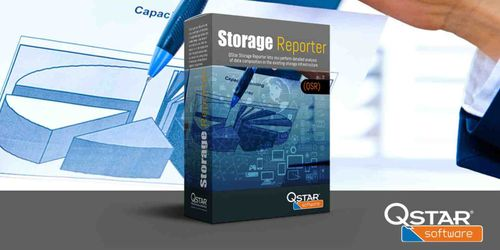 Capac
Storage Reporter
QStar Storage Reporter lets you perform detailed analysis
of data composition in the existing storage infrastructure.
(QSR)
Storage Reporter
QSTAR®
software
QSTAR®
software